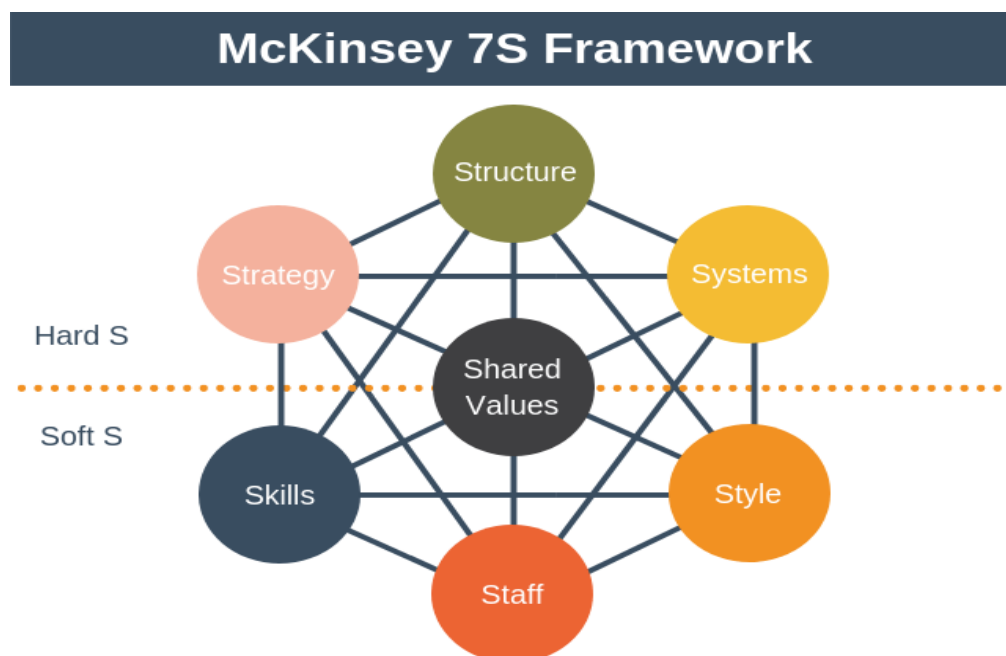 McKinsey 7S Framework
Structure
Strategy
Systems
Hard S
Shared
Values
Soft S
Skills
Style
Staff